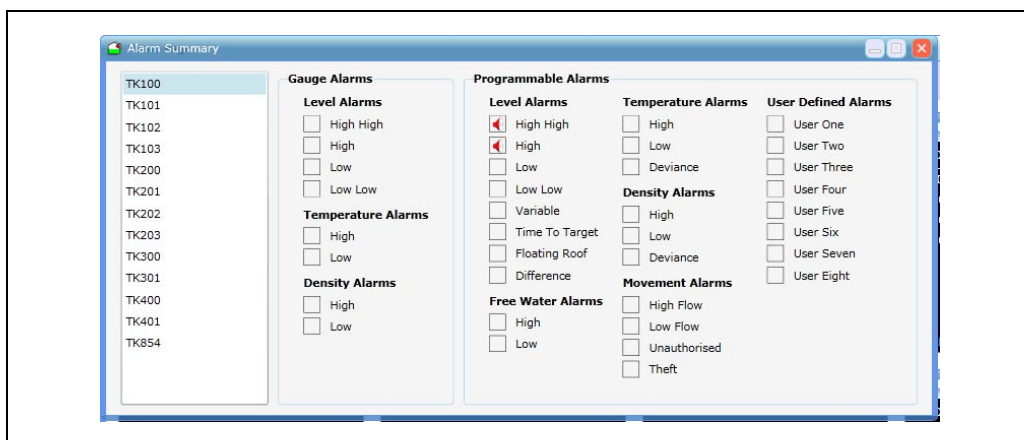 Alarm Summary
TK100
TK101
TK102
TK103
TK200
TK201
TK202
TK203
TK300
TK301
TK400
TK401
TK854
Gauge Alarms
Level Alarms
High High
High
Low
Low Low
Temperature Alarms
High
Low
Density Alarms
High
Low
Programmable Alarms
Level Alarms
High High
High
Low
Low Low
Variable
Time To Target
Floating Roof
Difference
Free Water Alarms
High
Low
Temperature Alarms
High
Low
Deviance
Density Alarms
High
Low
Deviance
Movement Alarms
High Flow
Low Flow
Unauthorised
Theft
User Defined Alarms
User One
User Two
User Three
User Four
User Five
User Six
User Seven
User Eight